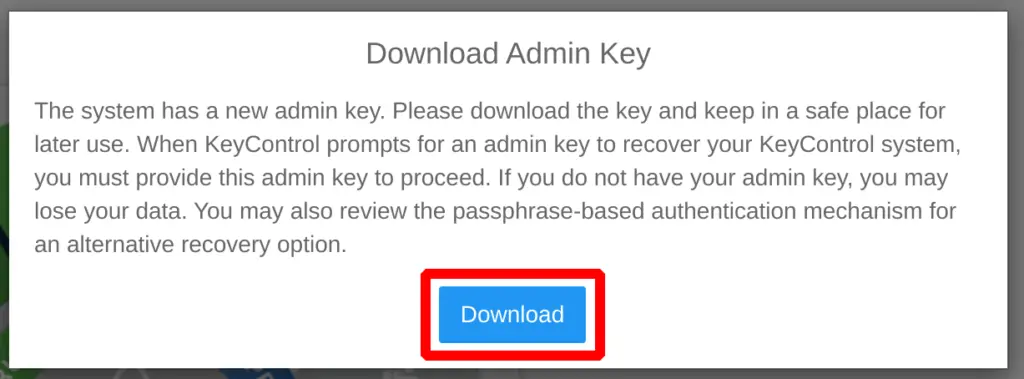 Download Admin Key
The system has a new admin key. Please download the key and keep in a safe place for
later use. When KeyControl prompts for an admin key to recover your KeyControl system,
you must provide this admin key to proceed. If you do not have your admin key, you may
lose your data. You may also review the passphrase-based authentication mechanism for
an alternative recovery option.
Download